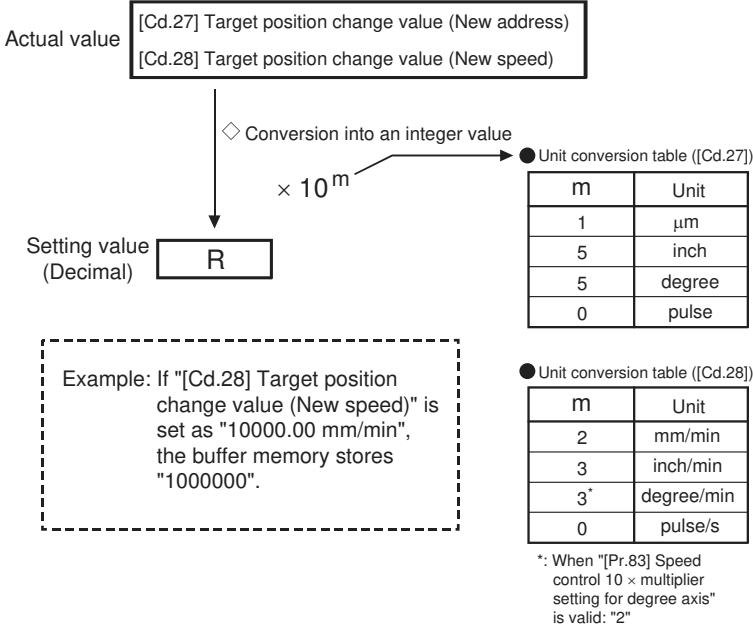 Actual value
[Cd.27] Target position change value (New address)
[Cd.28] Target position change value (New speed)
◇ Conversion into an integer value
× 10^m
Setting value
(Decimal)
R
● Unit conversion table ([Cd.27])
m Unit
1 μm
5 inch
5 degree
0 pulse
Example: If "[Cd.28] Target position
change value (New speed)" is
set as "10000.00 mm/min",
the buffer memory stores
"1000000".
● Unit conversion table ([Cd.28])
m Unit
2 mm/min
3 inch/min
3* degree/min
0 pulse/s
*: When "[Pr.83] Speed
control 10 × multiplier
setting for degree axis"
is valid: "2"